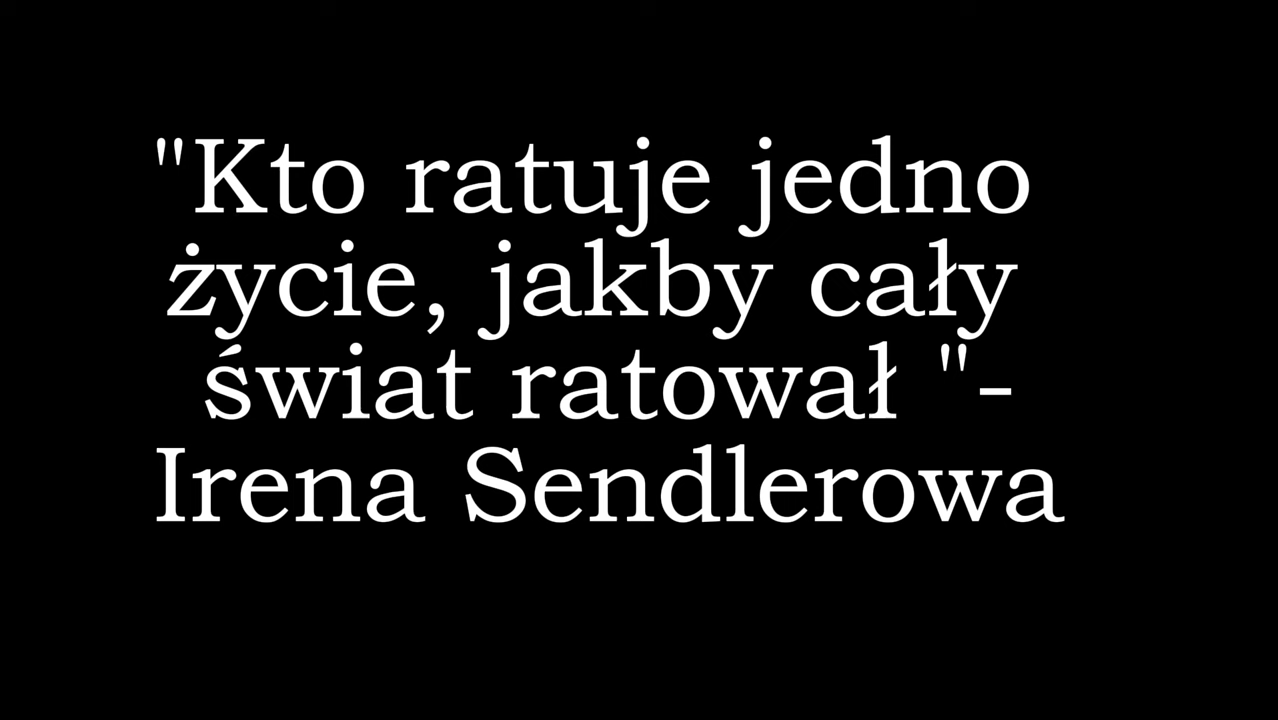 "Kto ratuje jedno
życie, jakby cały
świat ratował "-
Irena Sendlerowa